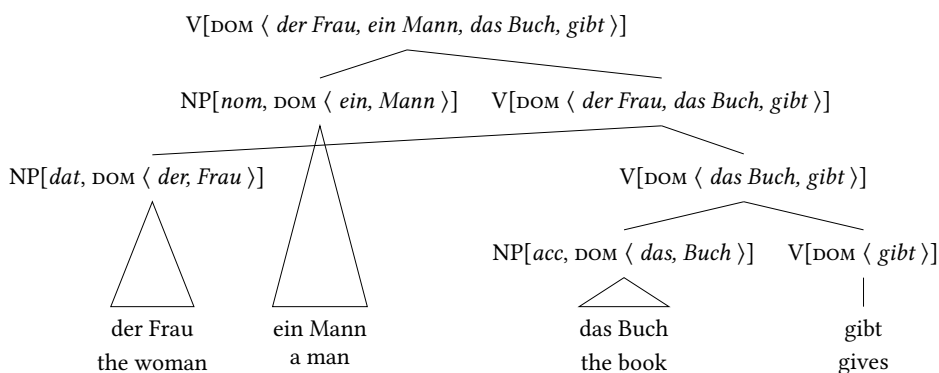 V[DOM ⟨ der Frau, ein Mann, das Buch, gibt ⟩]
NP[nom, DOM ⟨ ein, Mann ⟩] V[DOM ⟨ der Frau, das Buch, gibt ⟩]
NP[dat, DOM ⟨ der, Frau ⟩] V[DOM ⟨ das Buch, gibt ⟩]
NP[acc, DOM ⟨ das, Buch ⟩] V[DOM ⟨ gibt ⟩]
der Frau ein Mann das Buch gibt
the woman a man the book gives